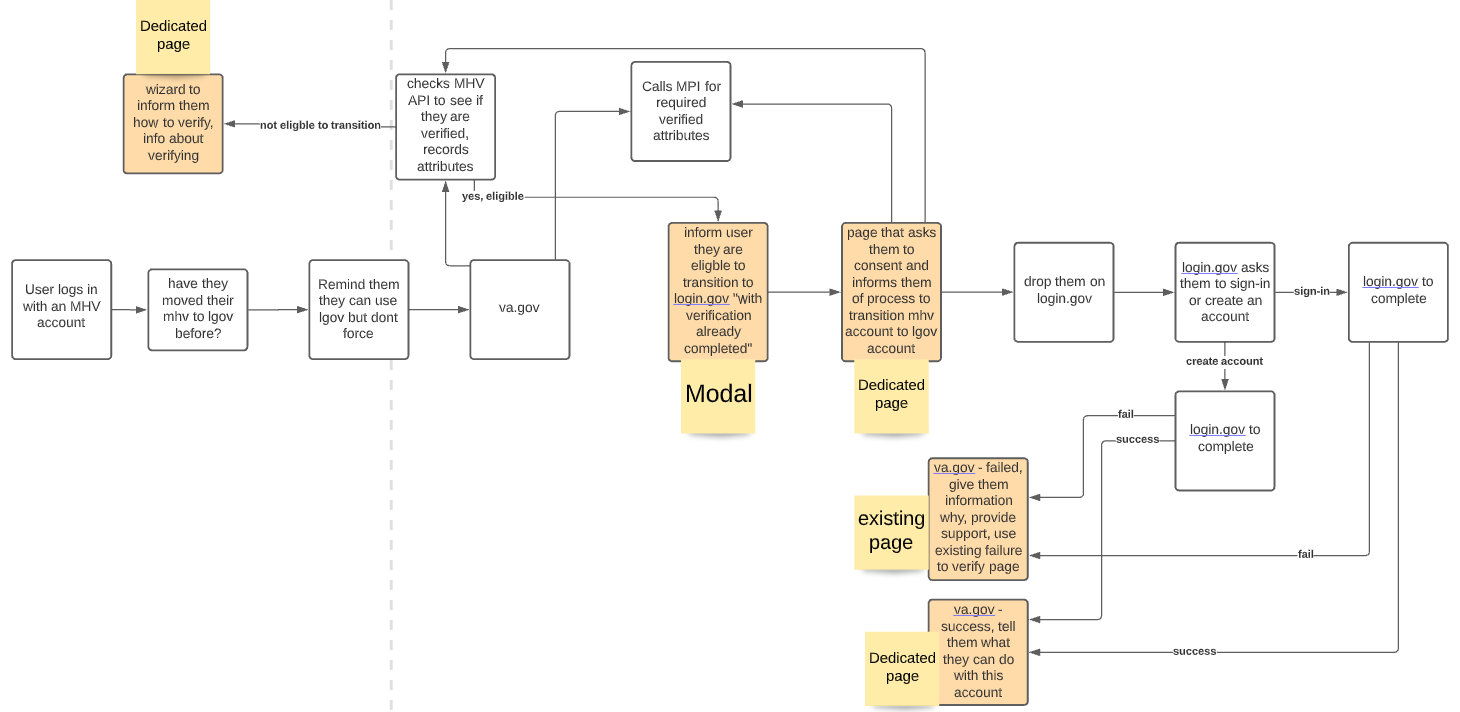 Dedicated
page
wizard to
inform them
how to verify,
info about
verifying
not eligble to transition
checks MHV
API to see if
they are
verified,
records
attributes
Calls MPI for
required
verified
attributes
yes, eligible
User logs in
with an MHV
account
have they
moved their
mhv to lgov
before?
Remind them
they can use
lgov but dont
force
va.gov
inform user
they are
eligble to
transition to
login.gov "with
verification
already
completed"
Modal
page that asks
them to
consent and
informs them
of process to
transition mhv
account to lgov
account
Dedicated
page
drop them on
login.gov
login.gov asks
them to sign-in
or create an
account
sign-in
login.gov to
complete
create account
login.gov to
complete
fail
success
va.gov - failed,
give them
information
why, provide
support, use
existing failure
to verify page
existing
page
fail
va.gov -
success, tell
them what
they can do
with this
account
Dedicated
page
success